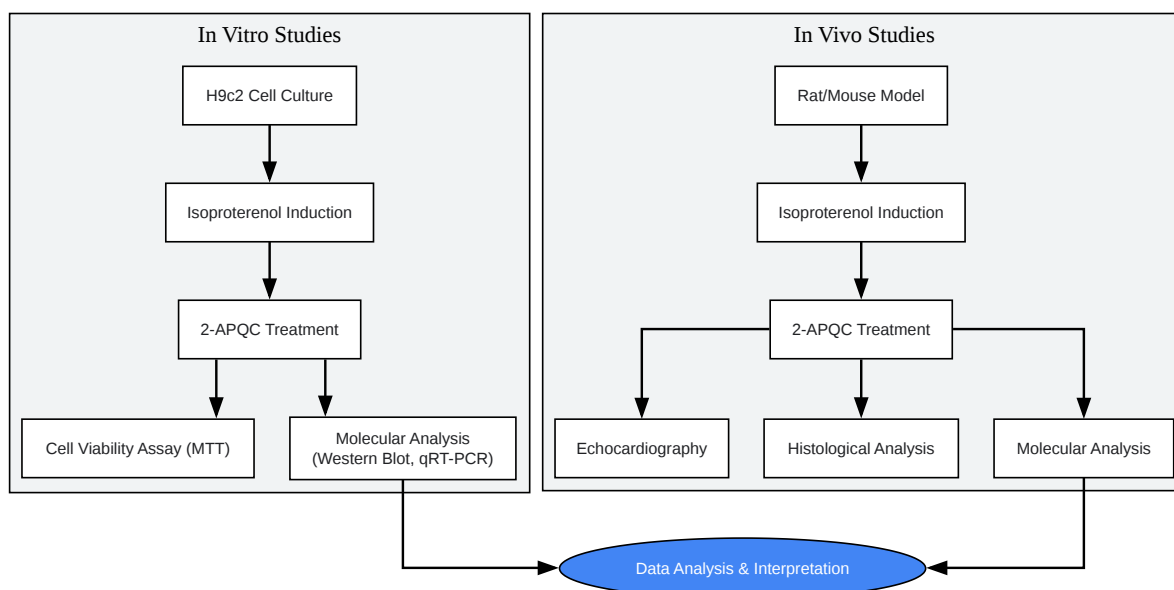 In Vitro Studies
H9c2 Cell Culture
Isoproterenol Induction
2-APQC Treatment
Cell Viability Assay (MTT)
Molecular Analysis
(Western Blot, qRT-PCR)
In Vivo Studies
Rat/Mouse Model
Isoproterenol Induction
2-APQC Treatment
Echocardiography
Histological Analysis
Molecular Analysis
Data Analysis & Interpretation